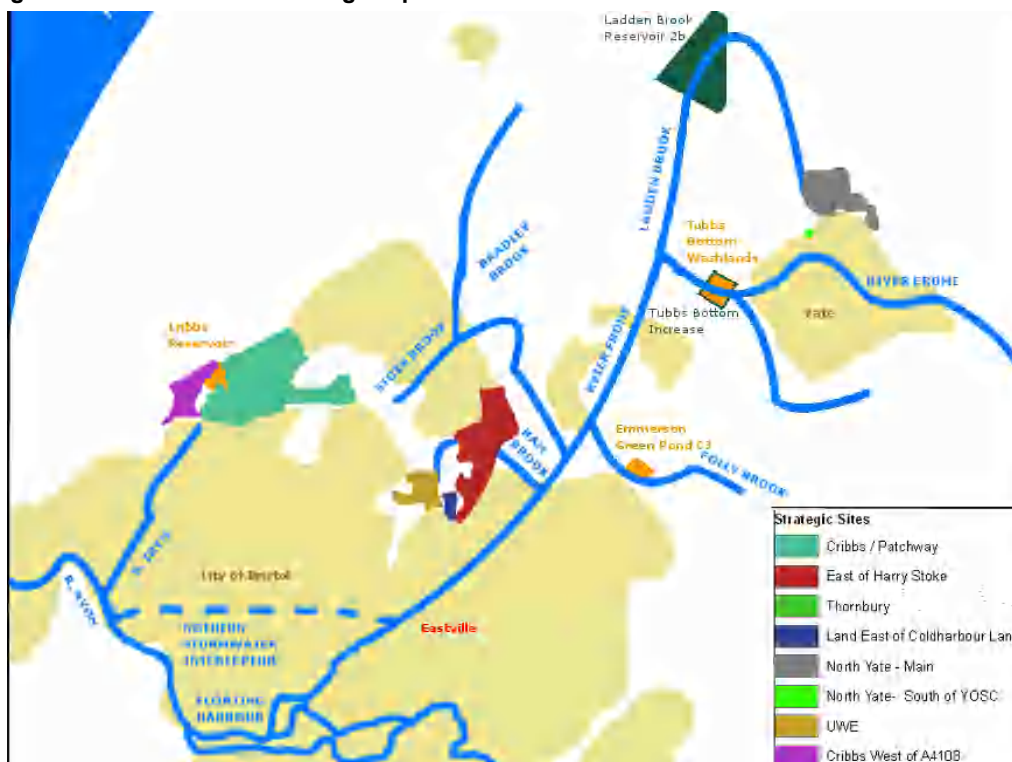 Ladden Brook
Reservoir 2b
LADDEN BROOK
BRADLEY
BROOK
Tubbs
Bottom
Washlands
RIVER FROME
Yate
Tubbs Bottom
Increase
Cribbs
Reservoir
STOKE BROOK
RIVER FROME
HAM
BROOK
Emmerson
Green Pond C3
FOLLY BROOK
R. TRYM
R. AVON
City of Bristol
Eastville
NOTHERN
STORMWATER
INTERCEPTOR
FLOATING
HARBOUR
Strategic Sites
Cribbs / Patchway
East of Harry Stoke
Thornbury
Land East of Coldharbour Lan
North Yate - Main
North Yate- South of YOSC
UWE
Cribbs West of A4108